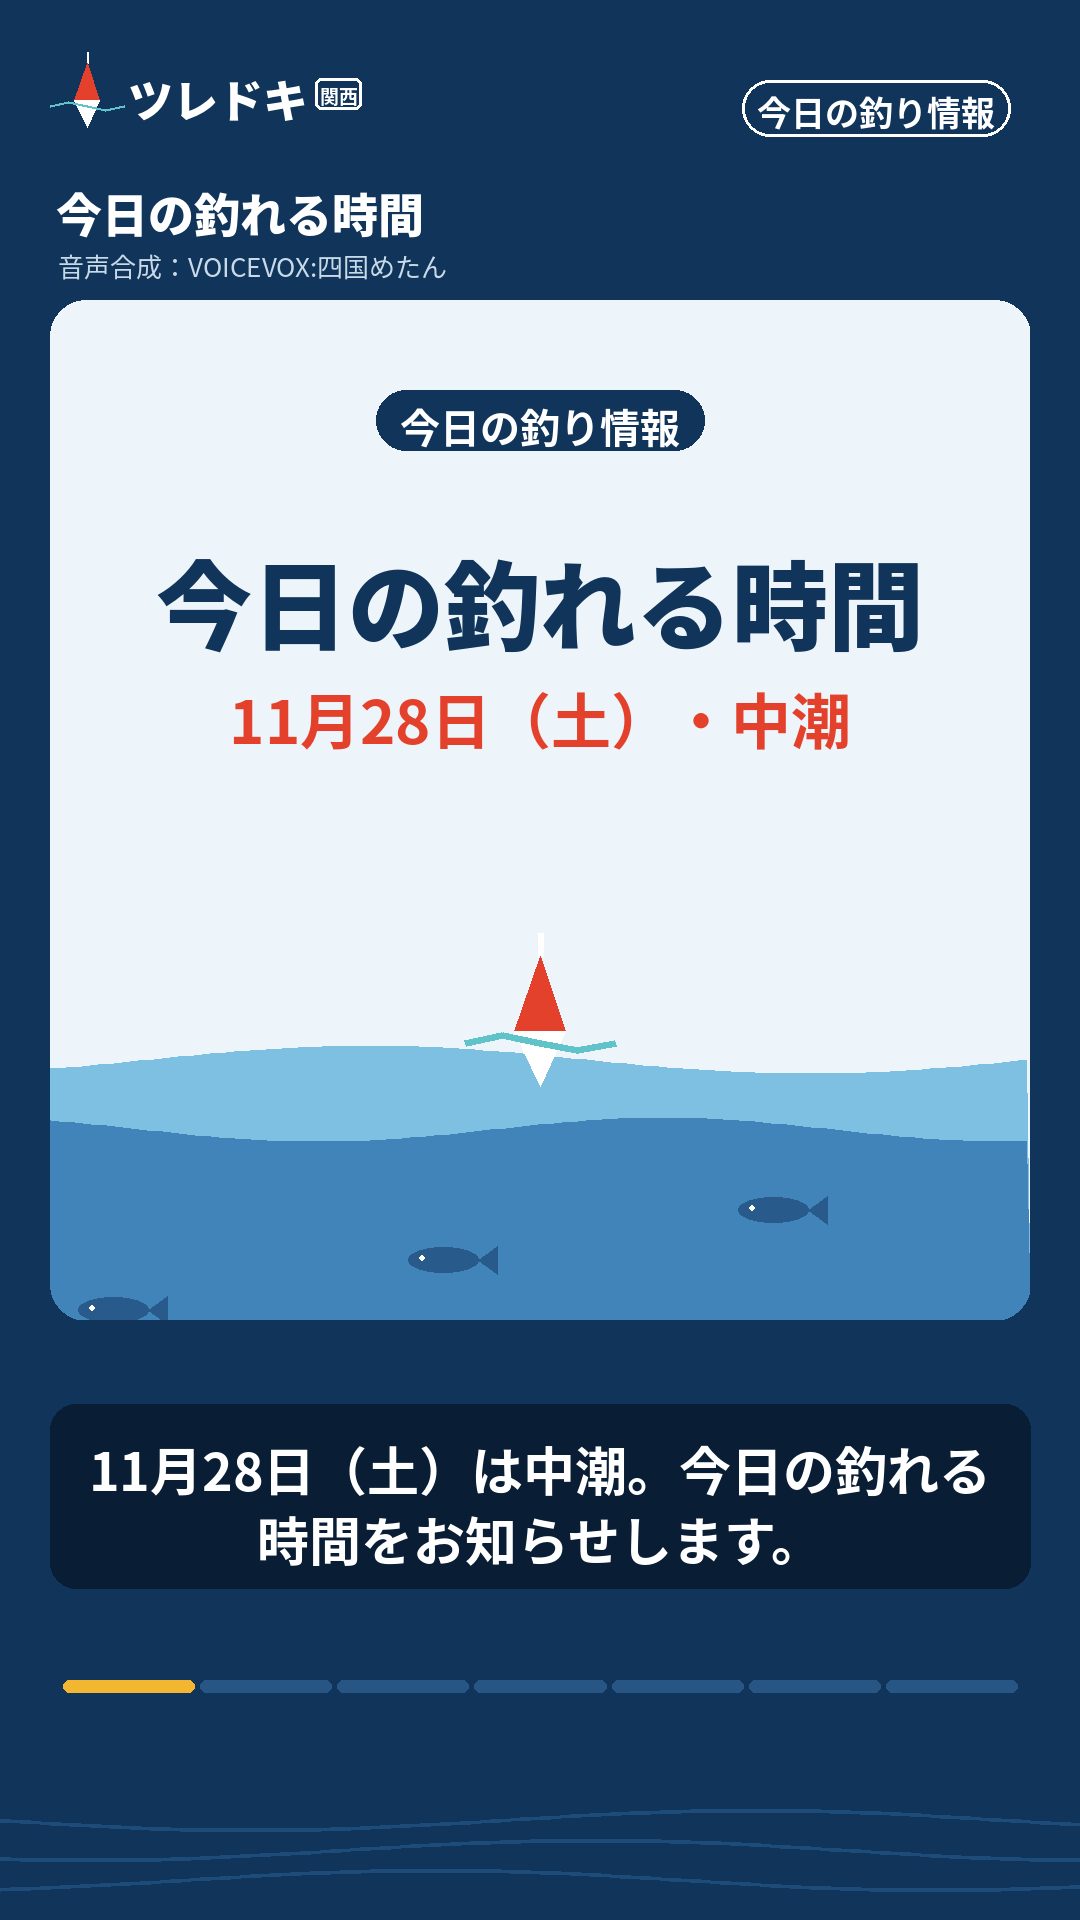 ツレドキ 関西
今日の釣り情報
今日の釣れる時間
音声合成：VOICEVOX:四国めたん
今日の釣り情報
今日の釣れる時間
11月28日（土）・中潮
11月28日（土）は中潮。今日の釣れる
時間をお知らせします。